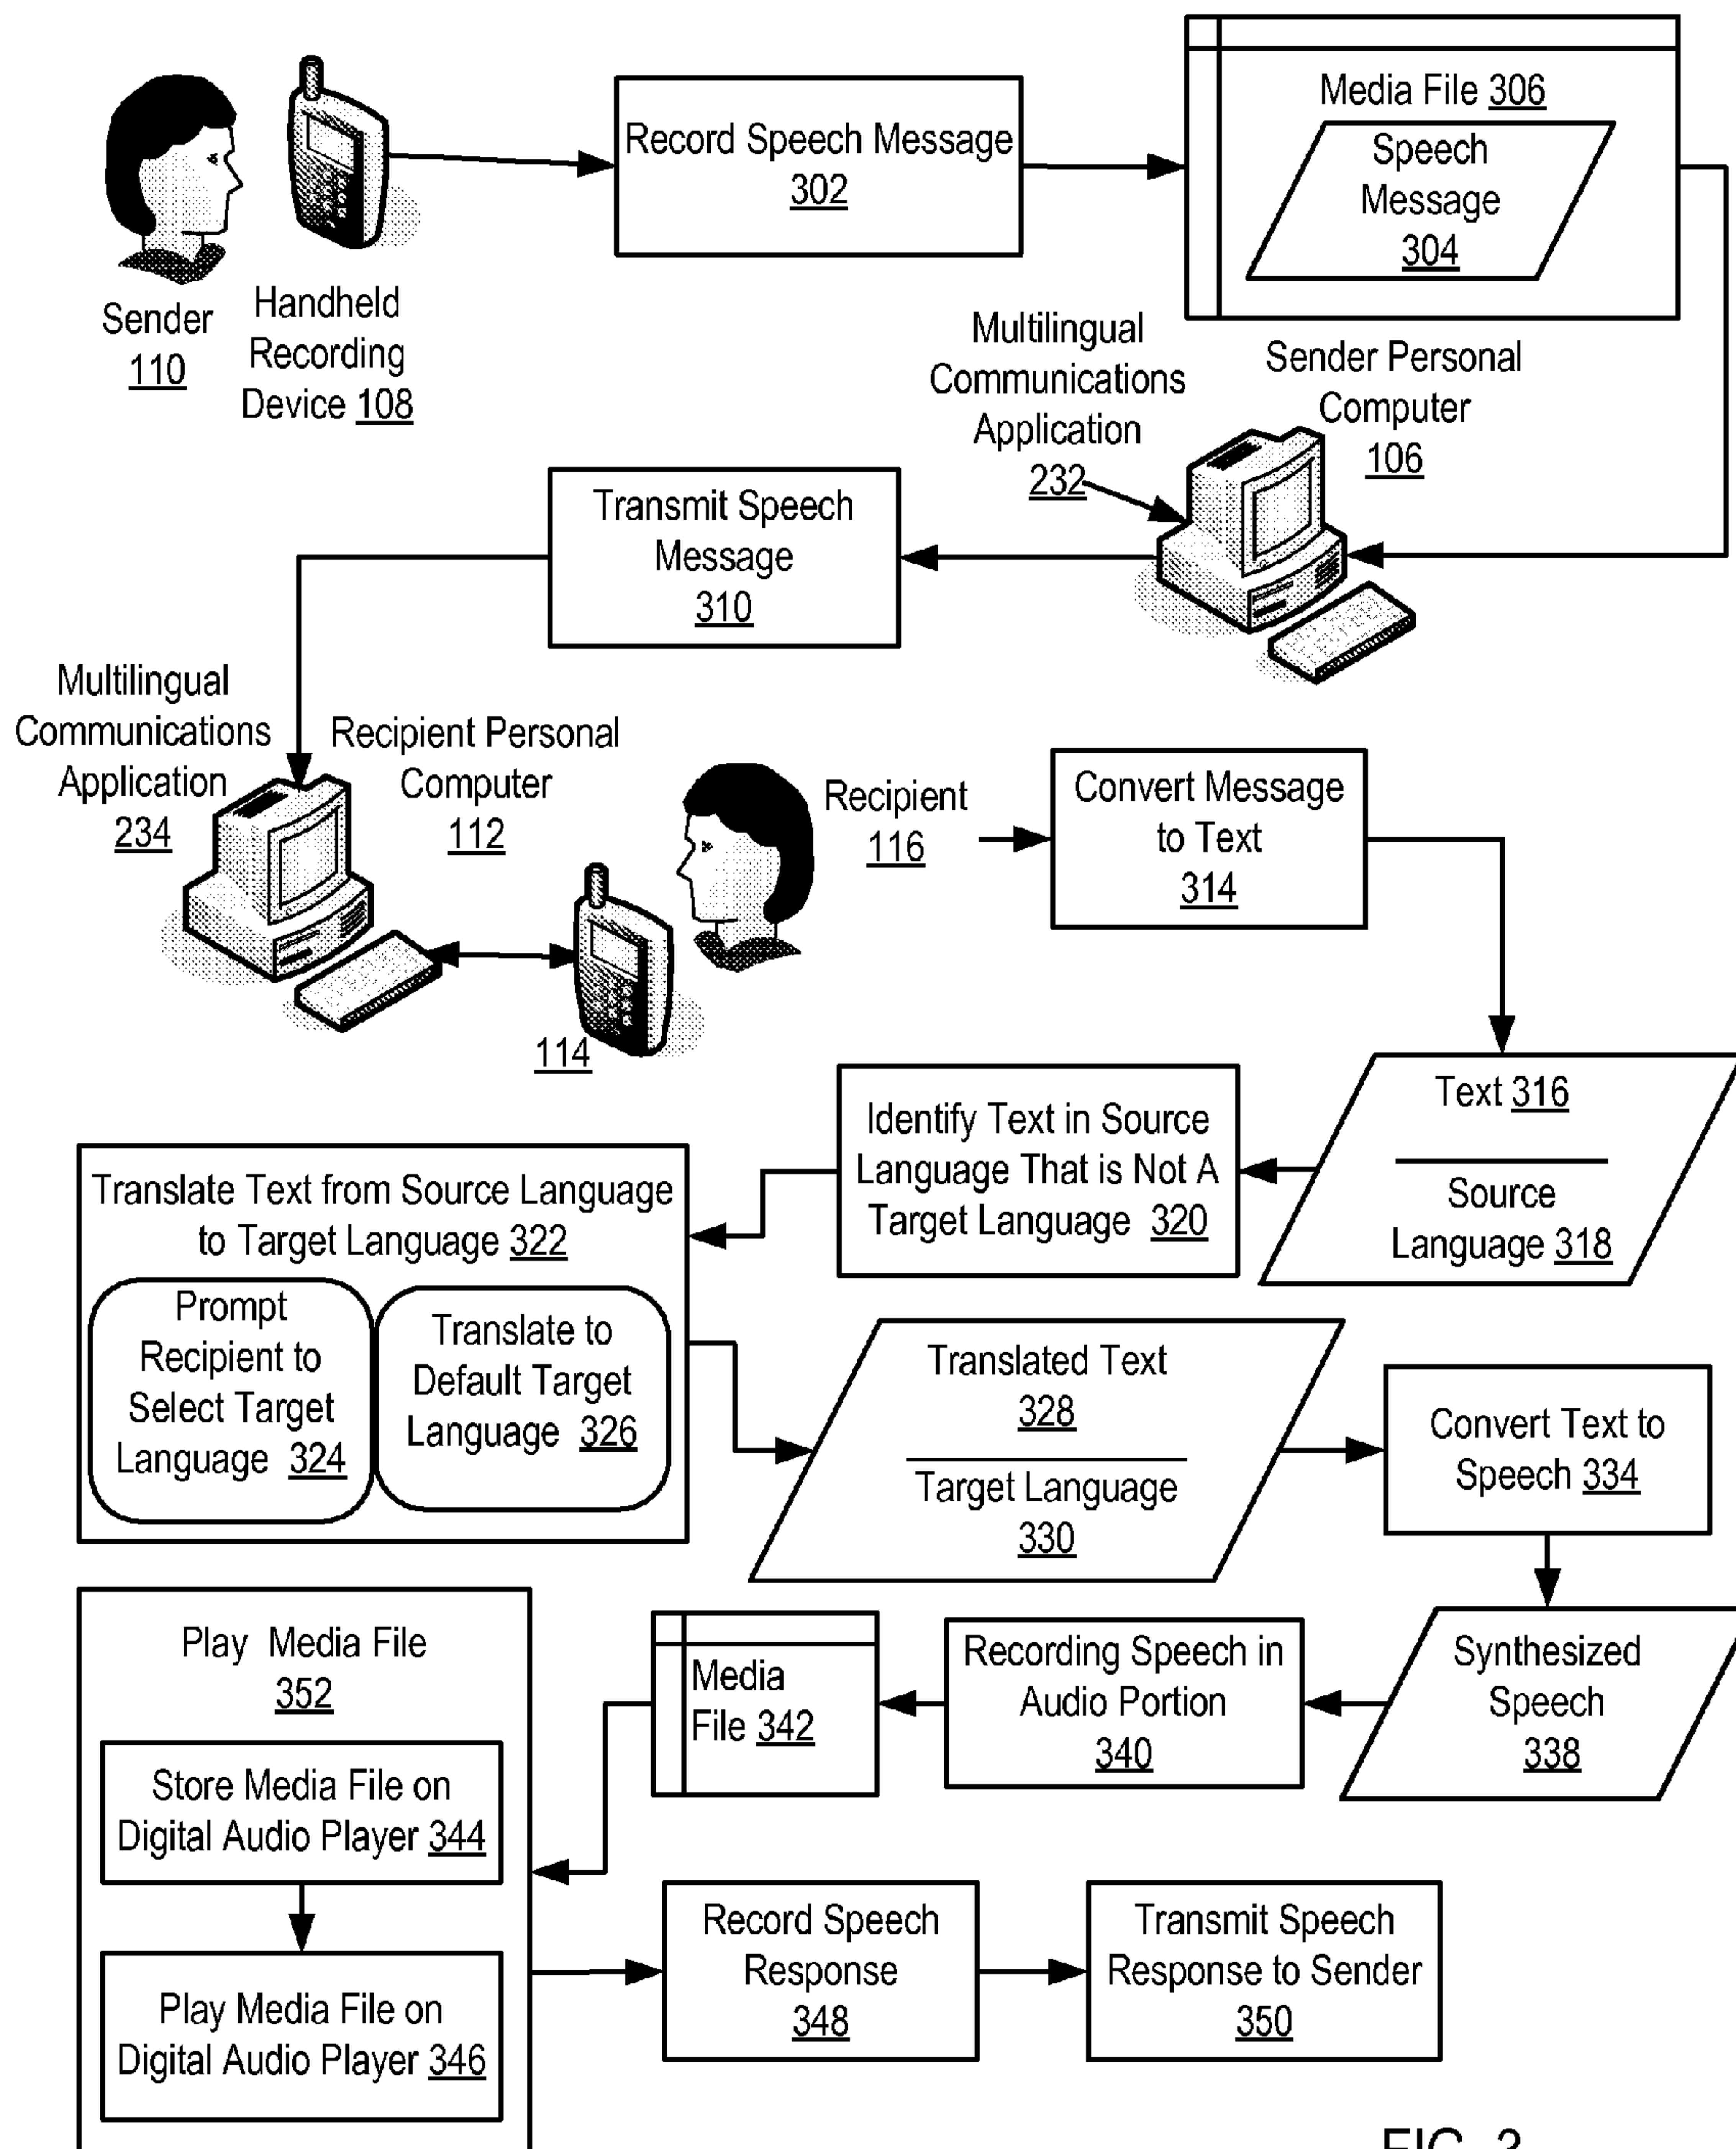 Sender
110
Handheld
Recording
Device 108
Record Speech Message
302
Media File 306
Speech
Message
304
Multilingual
Communications
Application
232
Sender Personal
Computer
106
Transmit Speech
Message
310
Multilingual
Communications
Application
234
Recipient Personal
Computer
112
114
Recipient
116
Convert Message
to Text
314
Text 316
Source
Language 318
Identify Text in Source
Language That is Not A
Target Language 320
Translate Text from Source Language
to Target Language 322
Prompt
Recipient to
Select Target
Language 324
Translate to
Default Target
Language 326
Translated Text
328
Target Language
330
Convert Text to
Speech 334
Synthesized
Speech
338
Recording Speech in
Audio Portion
340
Media
File 342
Play Media File
352
Store Media File on
Digital Audio Player 344
Play Media File on
Digital Audio Player 346
Record Speech
Response
348
Transmit Speech
Response to Sender
350
FIG. 3